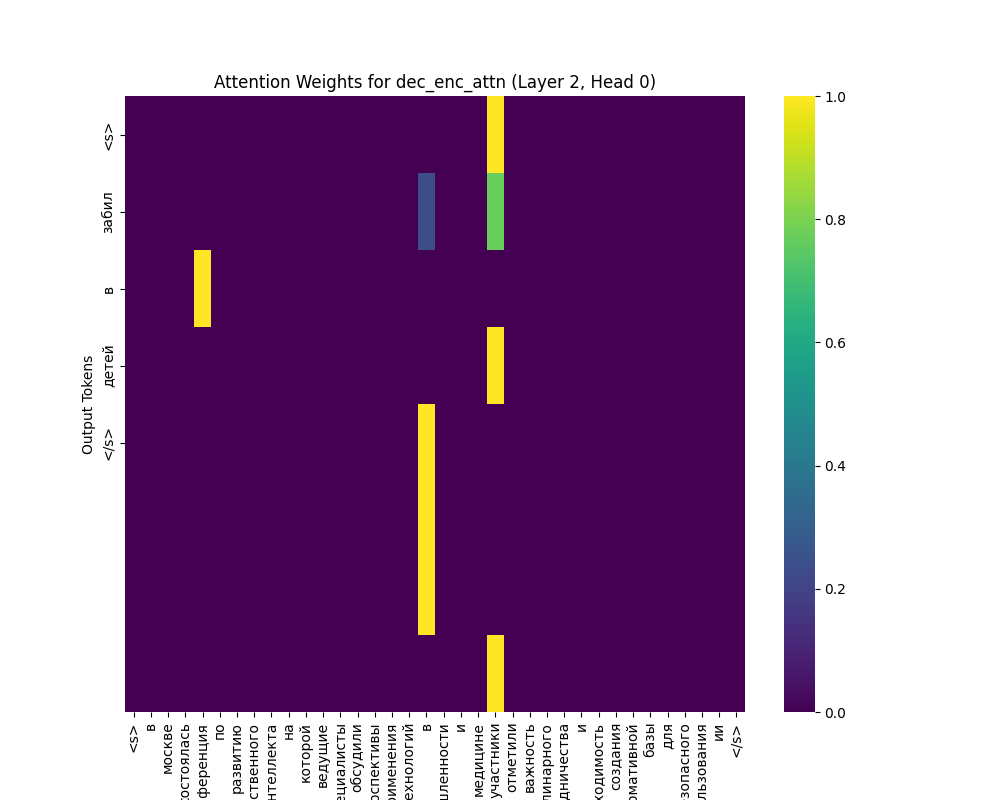 Attention Weights for dec_enc_attn (Layer 2, Head 0)
Output Tokens
<s>
забил
в
детей
</s>
1.0
0.8
0.6
0.4
0.2
0.0
<s>
в
москве
состоялась
ференция
по
развитию
ственного
нтеллекта
на
которой
ведущие
ециалисты
обсудили
рспективы
рименения
ехнологий
в
шленности
и
медицине
участники
отметили
важность
линарного
дничества
и
ходимость
создания
рмативной
базы
для
зопасного
льзования
ии
</s>